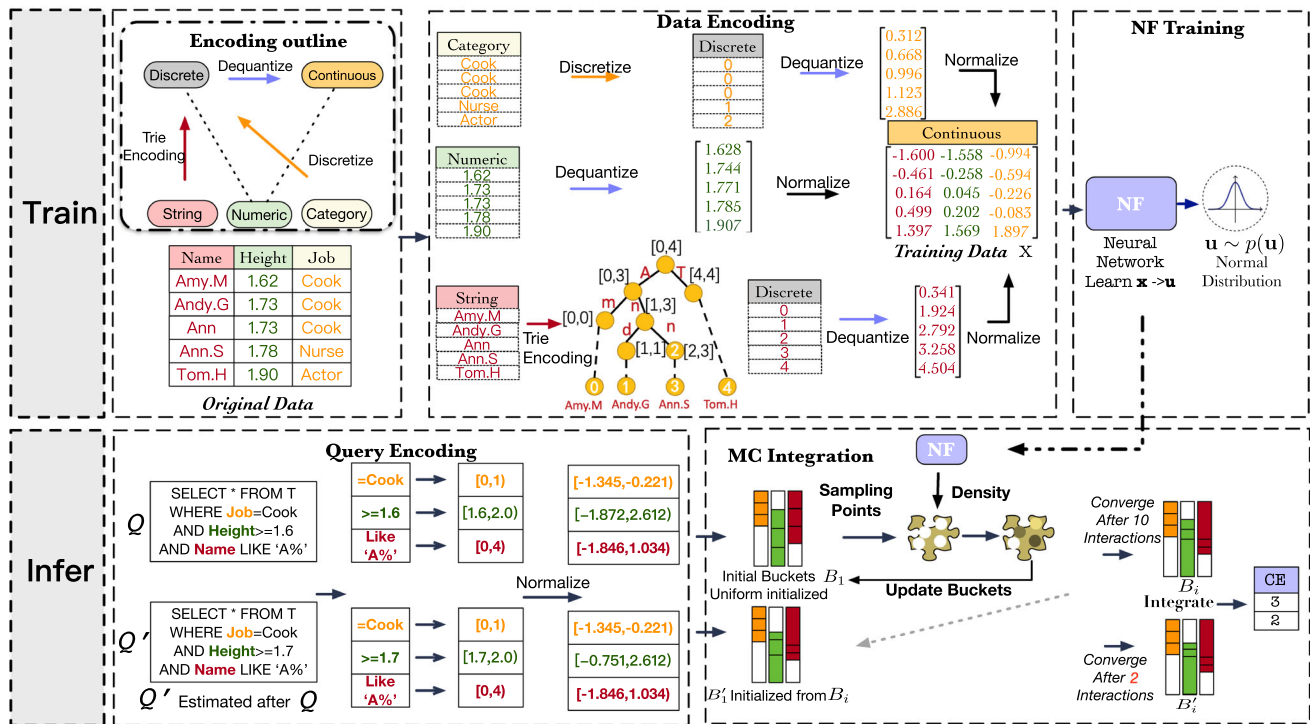 Train
Encoding outline
Discrete
Dequantize
Continuous
Trie
Encoding
Discretize
String
Numeric
Category
Name Height Job
Amy.M 1.62 Cook
Andy.G 1.73 Cook
Ann 1.73 Cook
Ann.S 1.78 Nurse
Tom.H 1.90 Actor
Original Data
Data Encoding
Category
Cook
Cook
Cook
Nurse
Actor
Discretize
Discrete
0
0
0
1
2
Dequantize
0.312
0.668
0.996
1.123
2.886
Normalize
Numeric
1.62
1.73
1.73
1.78
1.90
Dequantize
1.628
1.744
1.771
1.785
1.907
Normalize
Continuous
-1.600 -1.558 -0.994
-0.461 -0.258 -0.594
0.164 0.045 -0.226
0.499 0.202 -0.083
1.397 1.569 1.897
Training Data X
String
Amy.M
Andy.G
Ann
Ann.S
Tom.H
Trie
Encoding
[0,4]
[0,3] A T [4,4]
m n [1,3]
[0,0]
d n
[1,1] 2 [2,3]
0 1 3 4
Amy.M Andy.G Ann.S Tom.H
Discrete
0
1
2
3
4
Dequantize
0.341
1.924
2.792
3.258
4.504
Normalize
NF Training
NF
Neural
Network
Learn x ->u
u ∼ p(u)
Normal
Distribution
Infer
Query Encoding
Q
SELECT * FROM T
WHERE Job=Cook
AND Height>=1.6
AND Name LIKE ‘A%’
=Cook [0,1) [-1.345,-0.221)
>=1.6 [1.6,2.0) [-1.872,2.612)
Like
‘A%’ [0,4) [-1.846,1.034)
Normalize
Q′
SELECT * FROM T
WHERE Job=Cook
AND Height>=1.7
AND Name LIKE ‘A%’
Q′ Estimated after Q
=Cook [0,1) [-1.345,-0.221)
>=1.7 [1.7,2.0) [-0.751,2.612)
Like
‘A%’ [0,4) [-1.846,1.034)
MC Integration
NF
Sampling
Points
Density
Initial Buckets B1
Uniform initialized
Update Buckets
B′1 Initialized from Bi
Converge
After 10
Interactions
Bi
Integrate
CE
3
2
Converge
After 2
Interactions
B′i